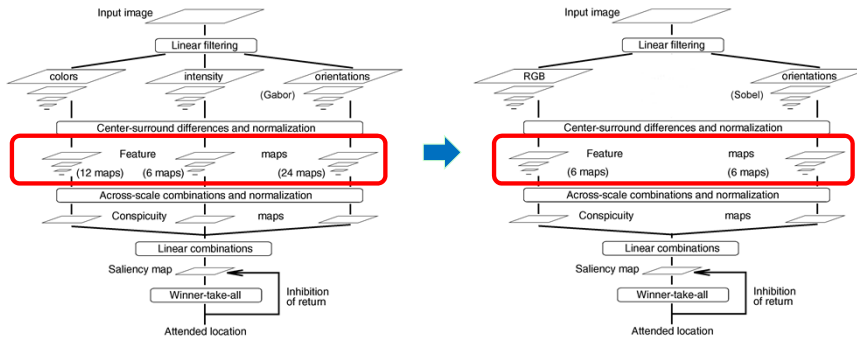 Input image
Linear filtering
colors intensity orientations
(Gabor)
Center-surround differences and normalization
Feature maps
(12 maps) (6 maps) (24 maps)
Across-scale combinations and normalization
Conspicuity maps
Linear combinations
Saliency map
Winner-take-all
Inhibition
of return
Attended location
Input image
Linear filtering
RGB orientations
(Sobel)
Center-surround differences and normalization
Feature maps
(6 maps) (6 maps)
Across-scale combinations and normalization
Conspicuity maps
Linear combinations
Saliency map
Winner-take-all
Inhibition
of return
Attended location